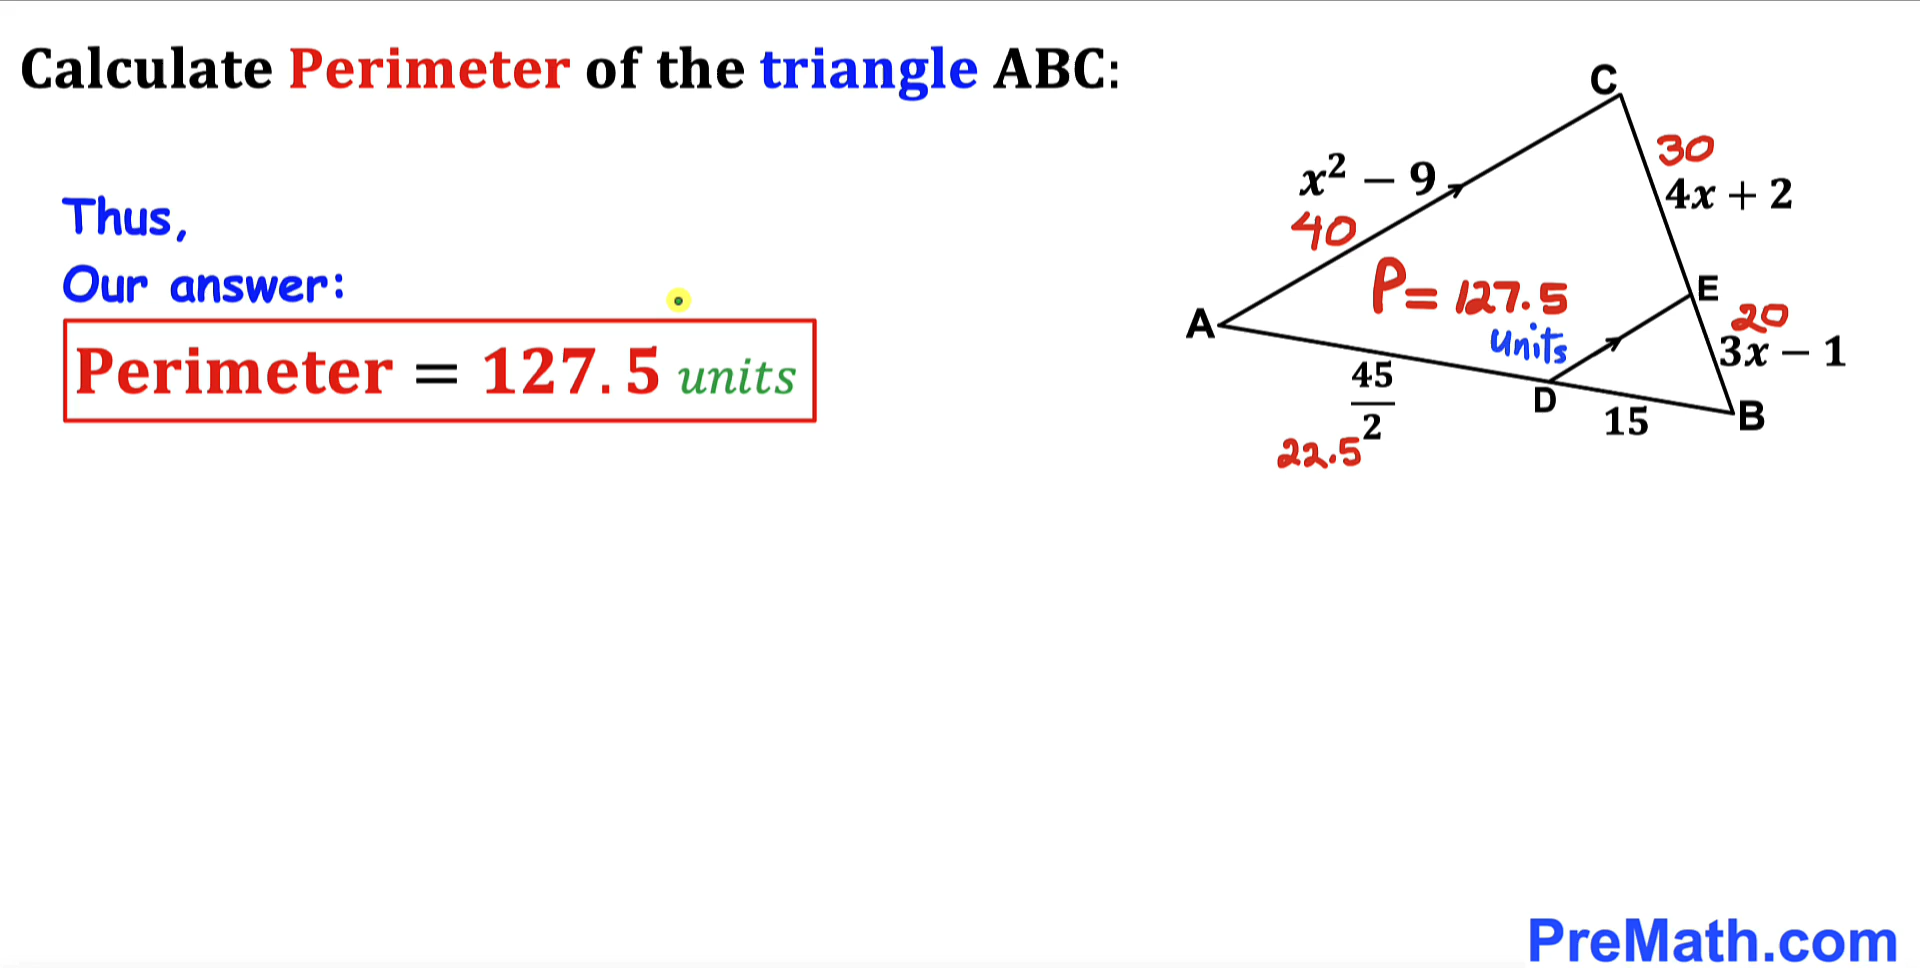 Calculate Perimeter of the triangle ABC:
C
30
x² − 9
4x + 2
Thus,
40
Our answer:
P = 127.5
E
units
20
A
3x − 1
Perimeter = 127.5 units
45
2
D
15
B
22.5
PreMath.com